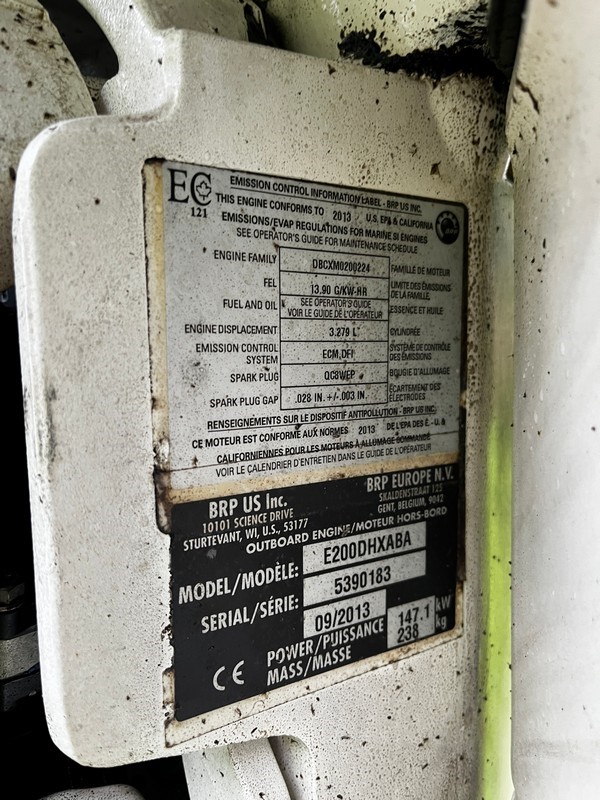 EC
121
EMISSION CONTROL INFORMATION LABEL - BRP US INC.
THIS ENGINE CONFORMS TO 2013 U.S. EPA & CALIFORNIA
EMISSIONS/EVAP REGULATIONS FOR MARINE SI ENGINES
SEE OPERATOR'S GUIDE FOR MAINTENANCE SCHEDULE
ENGINE FAMILY DBCXM0200224 FAMILLE DE MOTEUR
FEL 13.90 G/KW-HR LIMITE DES ÉMISSIONS
DE LA FAMILLE.
FUEL AND OIL SEE OPERATOR'S GUIDE ESSENCE ET HUILE
VOIR LE GUIDE DE L'OPÉRATEUR
ENGINE DISPLACEMENT 3.279 L CYLINDRÉE
EMISSION CONTROL SYSTÈME DE CONTRÔLE
SYSTEM ECM,DFI DES ÉMISSIONS
SPARK PLUG QC8WEP BOUGIE D'ALLUMAGE
SPARK PLUG GAP .028 IN. +/-.003 IN. ÉCARTEMENT DES
ÉLECTRODES
RENSEIGNEMENTS SUR LE DISPOSITIF ANTIPOLLUTION - BRP US INC.
CE MOTEUR EST CONFORME AUX NORMES 2013 DE L'EPA DES É.-U. &
CALIFORNIENNES POUR LES MOTEURS À ALLUMAGE COMMANDÉ
VOIR LE CALENDRIER D'ENTRETIEN DANS LE GUIDE DE L'OPÉRATEUR
BRP US Inc. BRP EUROPE N.V.
10101 SCIENCE DRIVE SKALDENSTRAAT 125
STURTEVANT, WI, U.S., 53177 GENT, BELGIUM, 9042
OUTBOARD ENGINE/MOTEUR HORS-BORD
MODEL/MODÈLE: E200DHXABA
SERIAL/SÉRIE: 5390183
09/2013
POWER/PUISSANCE 147.1 kW
MASS/MASSE 238 kg
CE